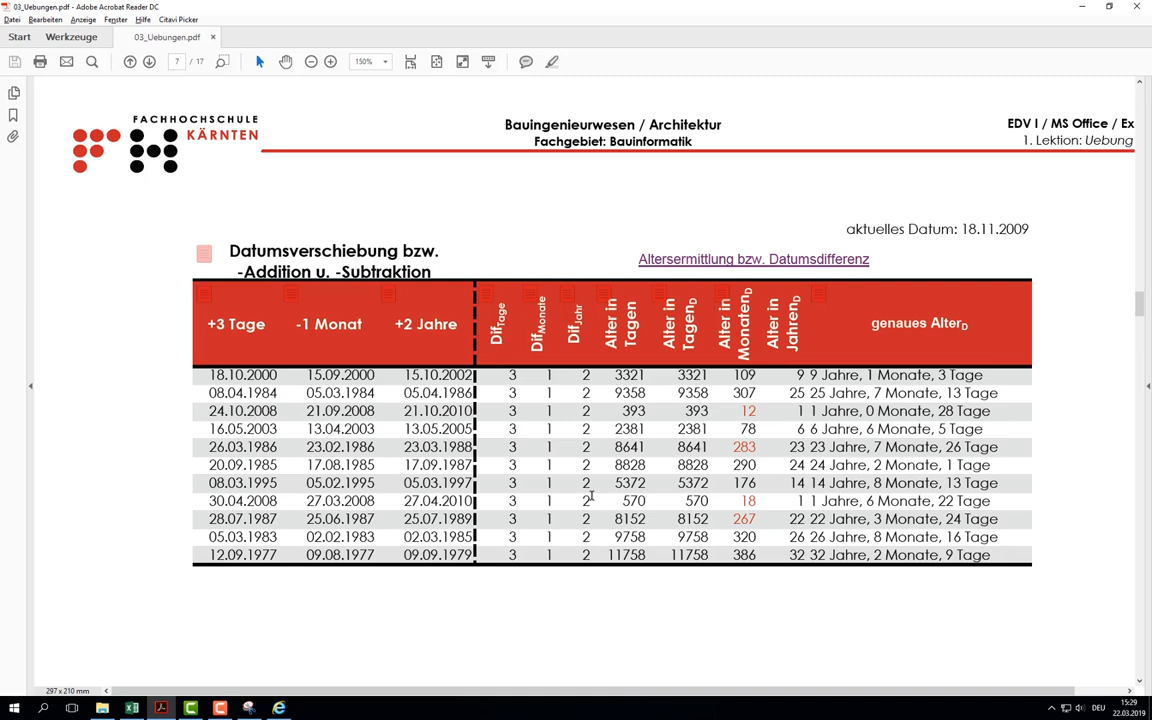 03_Uebungen.pdf - Adobe Acrobat Reader DC
Datei Bearbeiten Anzeige Fenster Hilfe Citavi Picker
Start Werkzeuge 03_Uebungen.pdf ×
7 / 17 150%
FACHHOCHSCHULE
KÄRNTEN
Bauingenieurwesen / Architektur
Fachgebiet: Bauinformatik
EDV I / MS Office / Ex
1. Lektion: Uebung
aktuelles Datum: 18.11.2009
Datumsverschiebung bzw.
-Addition u. -Subtraktion
Altersermittlung bzw. Datumsdifferenz
+3 Tage -1 Monat +2 Jahre DifTage DifMonate DifJahr Alter in Tagen Alter in TagenD Alter in MonatenD Alter in JahrenD genaues AlterD
18.10.2000 15.09.2000 15.10.2002 3 1 2 3321 3321 109 9 9 Jahre, 1 Monate, 3 Tage
08.04.1984 05.03.1984 05.04.1986 3 1 2 9358 9358 307 25 25 Jahre, 7 Monate, 13 Tage
24.10.2008 21.09.2008 21.10.2010 3 1 2 393 393 12 1 1 Jahre, 0 Monate, 28 Tage
16.05.2003 13.04.2003 13.05.2005 3 1 2 2381 2381 78 6 6 Jahre, 6 Monate, 5 Tage
26.03.1986 23.02.1986 23.03.1988 3 1 2 8641 8641 283 23 23 Jahre, 7 Monate, 26 Tage
20.09.1985 17.08.1985 17.09.1987 3 1 2 8828 8828 290 24 24 Jahre, 2 Monate, 1 Tage
08.03.1995 05.02.1995 05.03.1997 3 1 2 5372 5372 176 14 14 Jahre, 8 Monate, 13 Tage
30.04.2008 27.03.2008 27.04.2010 3 1 2 570 570 18 1 1 Jahre, 6 Monate, 22 Tage
28.07.1987 25.06.1987 25.07.1989 3 1 2 8152 8152 267 22 22 Jahre, 3 Monate, 24 Tage
05.03.1983 02.02.1983 02.03.1985 3 1 2 9758 9758 320 26 26 Jahre, 8 Monate, 16 Tage
12.09.1977 09.08.1977 09.09.1979 3 1 2 11758 11758 386 32 32 Jahre, 2 Monate, 9 Tage
297 x 210 mm
DEU 15:29
22.03.2019